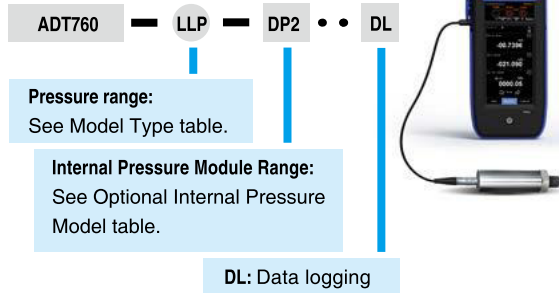 ADT760 — LLP — DP2 • • DL
Pressure range:
See Model Type table.
Internal Pressure Module Range:
See Optional Internal Pressure
Model table.
DL: Data logging